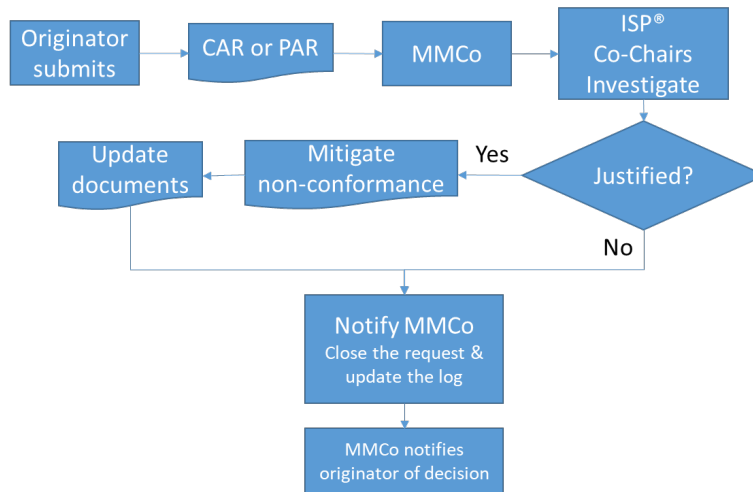 Originator
submits
CAR or PAR
MMCo
ISP®
Co-Chairs
Investigate
Justified?
Yes
Mitigate
non-conformance
Update
documents
No
Notify MMCo
Close the request &
update the log
MMCo notifies
originator of decision